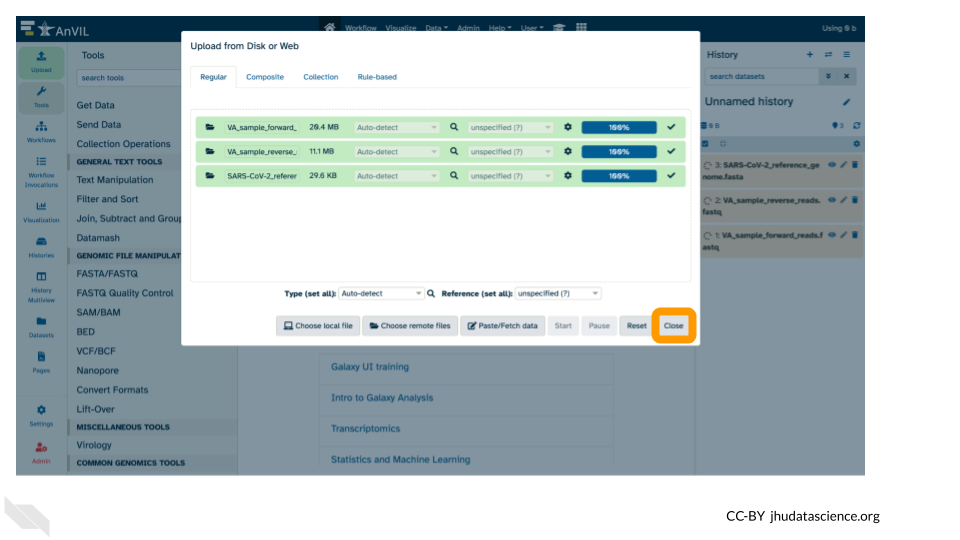 AnVIL
Workflow Visualize Data Admin Help User
Using 0 b
Upload
Tools
Workflows
Workflow
Invocations
Visualization
Histories
History
Multiview
Datasets
Pages
Settings
Admin
Tools
search tools
Get Data
Send Data
Collection Operations
GENERAL TEXT TOOLS
Text Manipulation
Filter and Sort
Join, Subtract and Group
Datamash
GENOMIC FILE MANIPULAT
FASTA/FASTQ
FASTQ Quality Control
SAM/BAM
BED
VCF/BCF
Nanopore
Convert Formats
Lift-Over
MISCELLANEOUS TOOLS
Virology
COMMON GENOMICS TOOLS
Upload from Disk or Web
Regular Composite Collection Rule-based
VA_sample_forward_ 20.4 MB Auto-detect unspecified (?) 100%
VA_sample_reverse_ 11.1 MB Auto-detect unspecified (?) 100%
SARS-CoV-2_referer 29.6 KB Auto-detect unspecified (?) 100%
Type (set all): Auto-detect Reference (set all): unspecified (?)
Choose local file Choose remote files Paste/Fetch data Start Pause Reset Close
Galaxy UI training
Intro to Galaxy Analysis
Transcriptomics
Statistics and Machine Learning
History
search datasets
Unnamed history
0 B 3
3: SARS-CoV-2_reference_ge
nome.fasta
2: VA_sample_reverse_reads.
fastq
1: VA_sample_forward_reads.f
astq
CC-BY jhudatascience.org